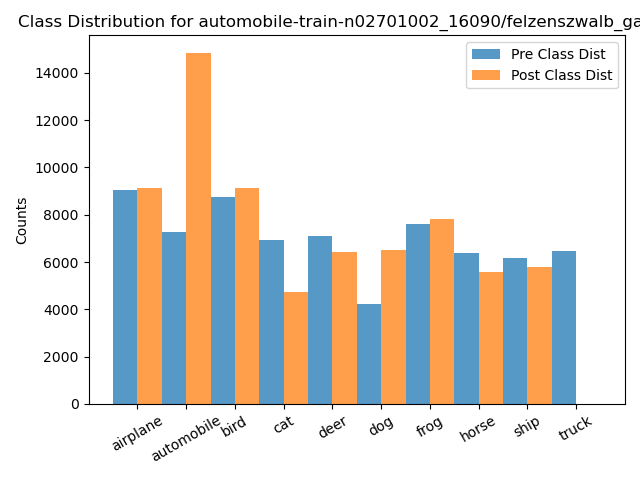 Class Distribution for automobile-train-n02701002_16090/felzenszwalb_ga
Pre Class Dist
Post Class Dist
Counts
14000
12000
10000
8000
6000
4000
2000
0
airplane
automobile
bird
cat
deer
dog
frog
horse
ship
truck